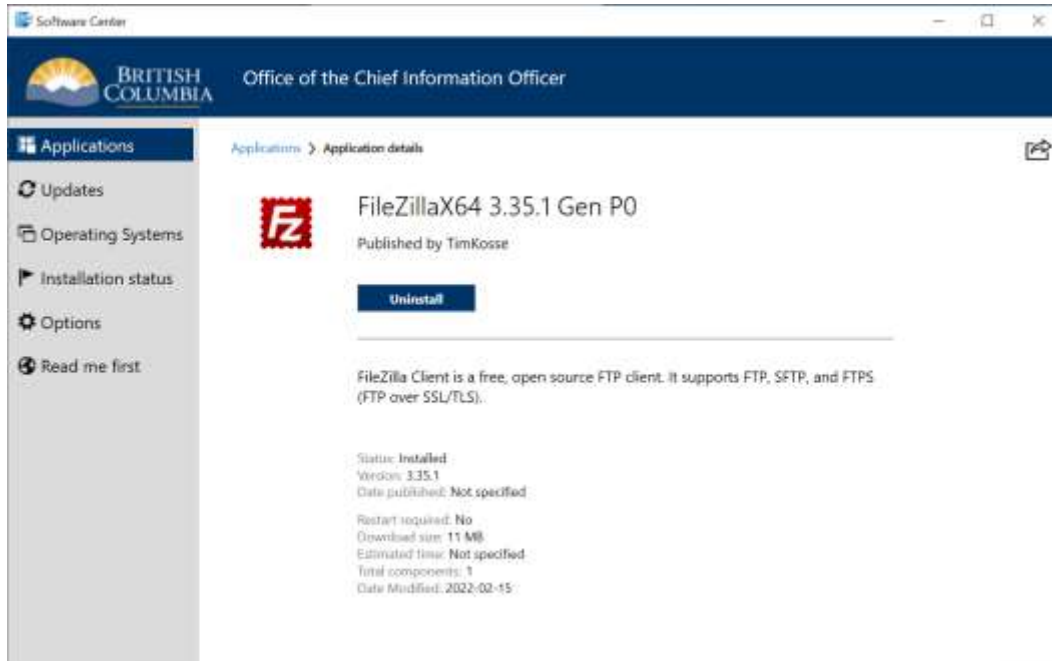 Software Center
BRITISH
COLUMBIA
Office of the Chief Information Officer
Applications
Updates
Operating Systems
Installation status
Options
Read me first
Applications > Application details
Fz
FileZillaX64 3.35.1 Gen P0
Published by TimKosse
Uninstall
FileZilla Client is a free, open source FTP client. It supports FTP, SFTP, and FTPS
(FTP over SSL/TLS).
Status: Installed
Version: 3.35.1
Date published: Not specified
Restart required: No
Download size: 11 MB
Estimated time: Not specified
Total components: 1
Date Modified: 2022-02-15